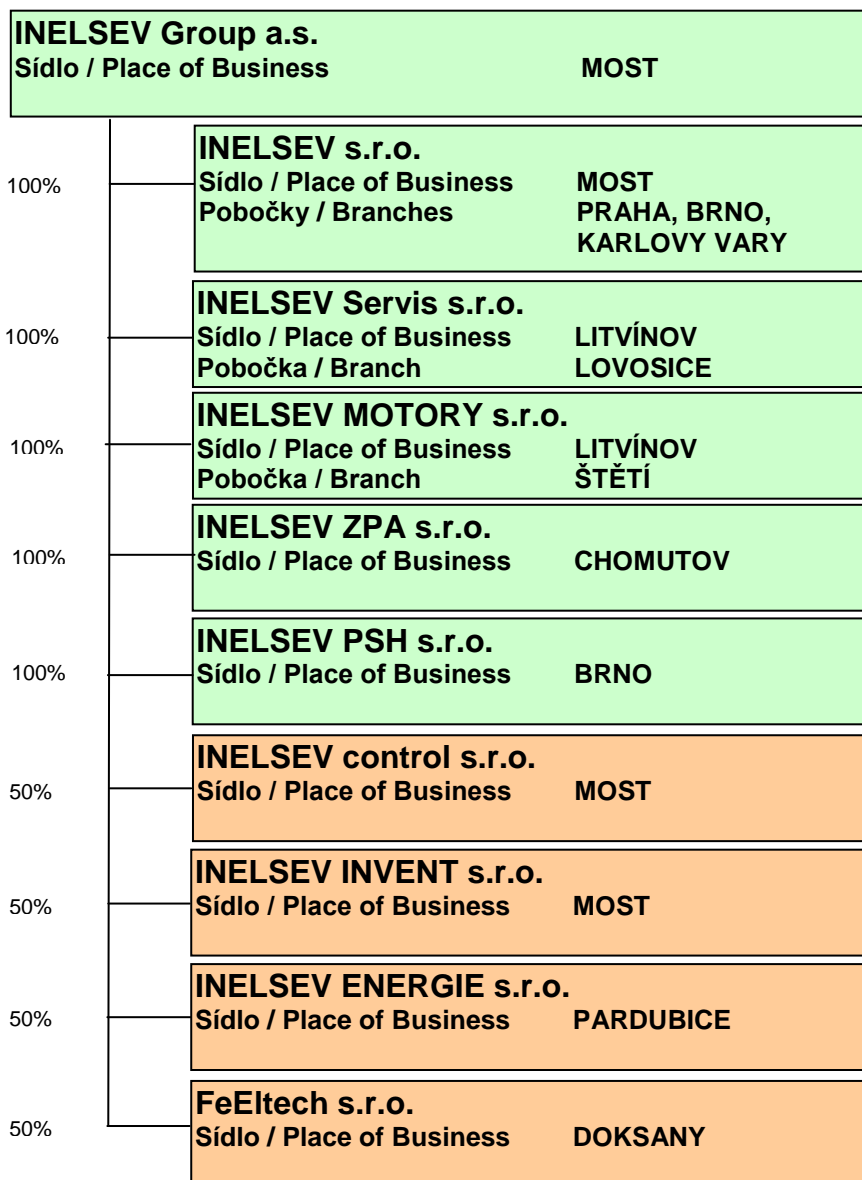 INELSEV Group a.s.
Sídlo / Place of Business MOST
INELSEV s.r.o.
100% Sídlo / Place of Business MOST
Pobočky / Branches PRAHA, BRNO,
KARLOVY VARY
INELSEV Servis s.r.o.
100% Sídlo / Place of Business LITVÍNOV
Pobočka / Branch LOVOSICE
INELSEV MOTORY s.r.o.
100% Sídlo / Place of Business LITVÍNOV
Pobočka / Branch ŠTĚTÍ
INELSEV ZPA s.r.o.
100% Sídlo / Place of Business CHOMUTOV
INELSEV PSH s.r.o.
100% Sídlo / Place of Business BRNO
INELSEV control s.r.o.
50% Sídlo / Place of Business MOST
INELSEV INVENT s.r.o.
50% Sídlo / Place of Business MOST
INELSEV ENERGIE s.r.o.
50% Sídlo / Place of Business PARDUBICE
FeEltech s.r.o.
50% Sídlo / Place of Business DOKSANY